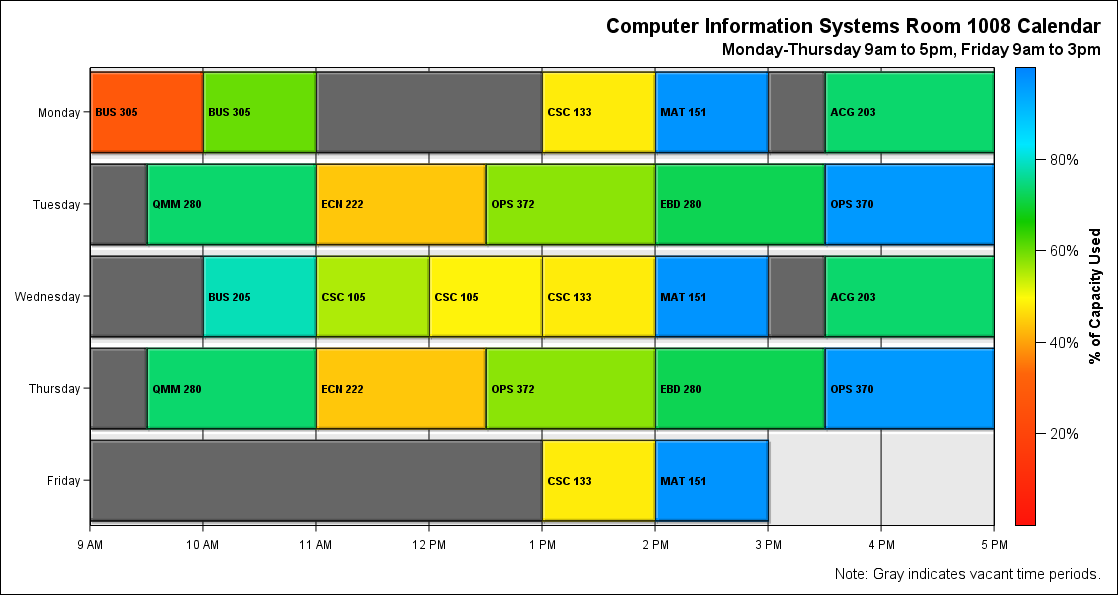 Computer Information Systems Room 1008 Calendar
Monday-Thursday 9am to 5pm, Friday 9am to 3pm
Monday
BUS 305
BUS 305
CSC 133
MAT 151
ACG 203
Tuesday
QMM 280
ECN 222
OPS 372
EBD 280
OPS 370
Wednesday
BUS 205
CSC 105
CSC 105
CSC 133
MAT 151
ACG 203
Thursday
QMM 280
ECN 222
OPS 372
EBD 280
OPS 370
Friday
CSC 133
MAT 151
9 AM
10 AM
11 AM
12 PM
1 PM
2 PM
3 PM
4 PM
5 PM
80%
60%
40%
20%
% of Capacity Used
Note: Gray indicates vacant time periods.